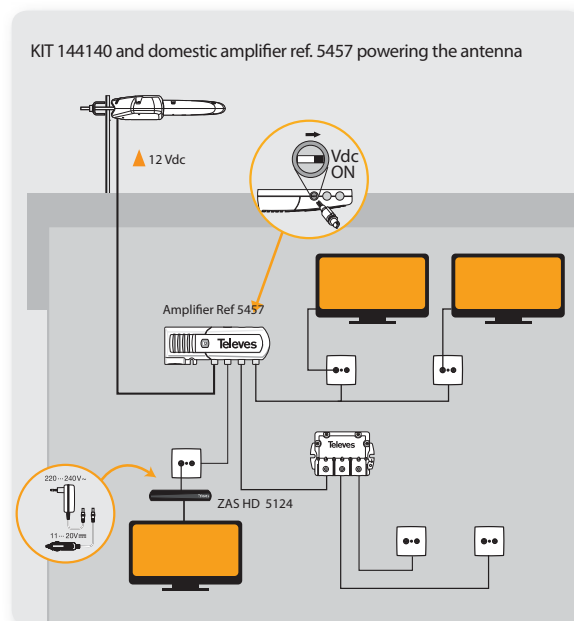 KIT 144140 and domestic amplifier ref. 5457 powering the antenna
12 Vdc
Vdc
ON
Amplifier Ref 5457
Televes
Televes
ZAS HD 5124
220...240V~
11...20V⎓